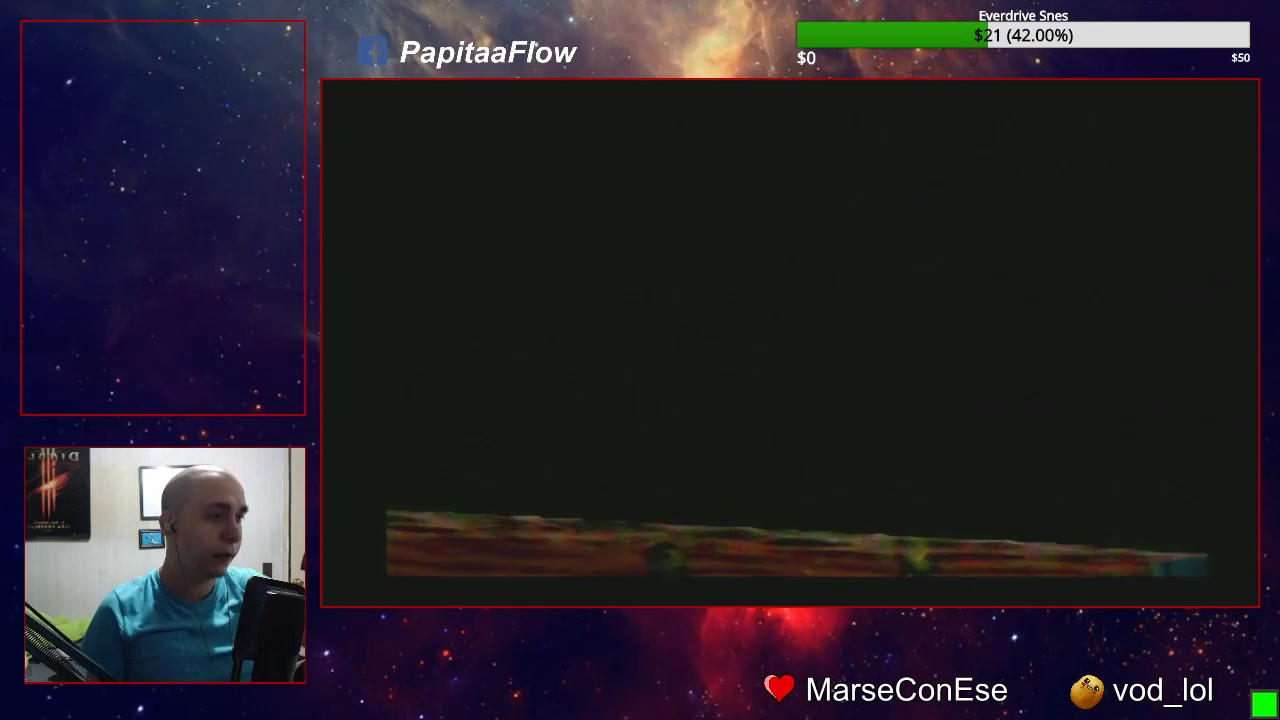 Everdrive Snes
PapitaaFlow
$21 (42.00%)
$0
$50
MarseConEse
vod_lol